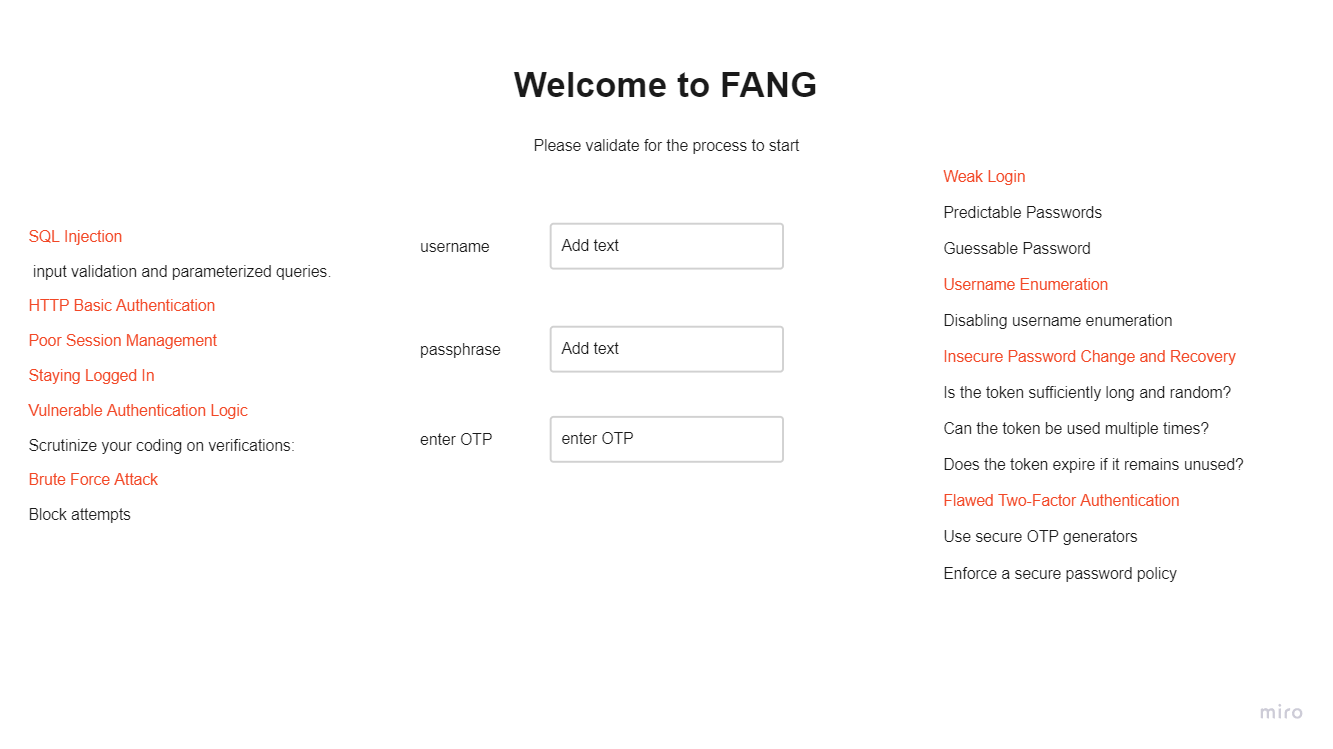 Welcome to FANG
Please validate for the process to start
SQL Injection
input validation and parameterized queries.
HTTP Basic Authentication
Poor Session Management
Staying Logged In
Vulnerable Authentication Logic
Scrutinize your coding on verifications:
Brute Force Attack
Block attempts
username
Add text
passphrase
Add text
enter OTP
enter OTP
Weak Login
Predictable Passwords
Guessable Password
Username Enumeration
Disabling username enumeration
Insecure Password Change and Recovery
Is the token sufficiently long and random?
Can the token be used multiple times?
Does the token expire if it remains unused?
Flawed Two-Factor Authentication
Use secure OTP generators
Enforce a secure password policy
miro